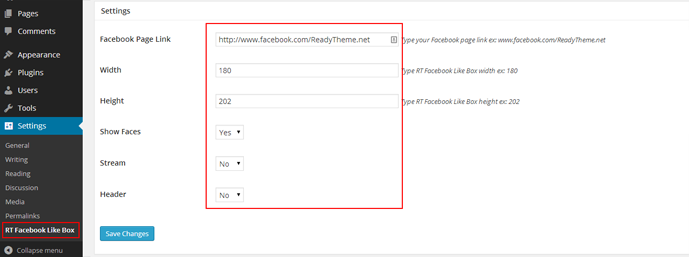 Pages
Comments
Appearance
Plugins
Users
Tools
Settings
General
Writing
Reading
Discussion
Media
Permalinks
RT Facebook Like Box
Collapse menu
Settings
Facebook Page Link http://www.facebook.com/ReadyTheme.net Type your Facebook page link ex: www.facebook.com/ReadyTheme.net
Width 180 Type RT Facebook Like Box width ex: 180
Height 202 Type RT Facebook Like Box height ex: 202
Show Faces Yes
Stream No
Header No
Save Changes